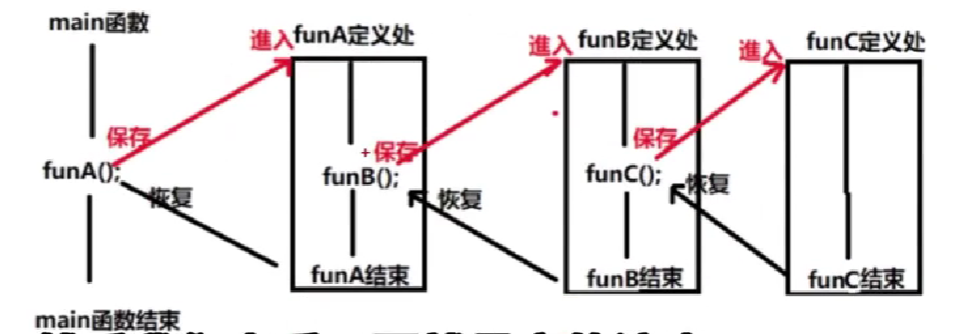 main函數
進入 funA定义处
進入 funB定义处
進入 funC定义处
保存
+保存
保存
funA();
funB();
funC();
恢复
恢复
恢复
funA结束
funB结束
funC结束
main函数结束